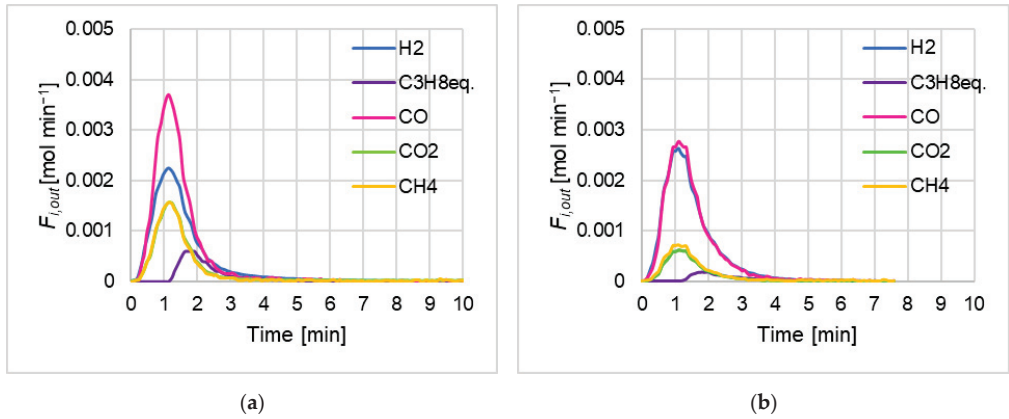 0.005
0.004
0.003
0.002
0.001
0
F i,out [mol min⁻¹]
0 1 2 3 4 5 6 7 8 9 10
Time [min]
H2
C3H8eq.
CO
CO2
CH4
(a)
0.005
0.004
0.003
0.002
0.001
0
F i,out [mol min⁻¹]
0 1 2 3 4 5 6 7 8 9 10
Time [min]
H2
C3H8eq.
CO
CO2
CH4
(b)